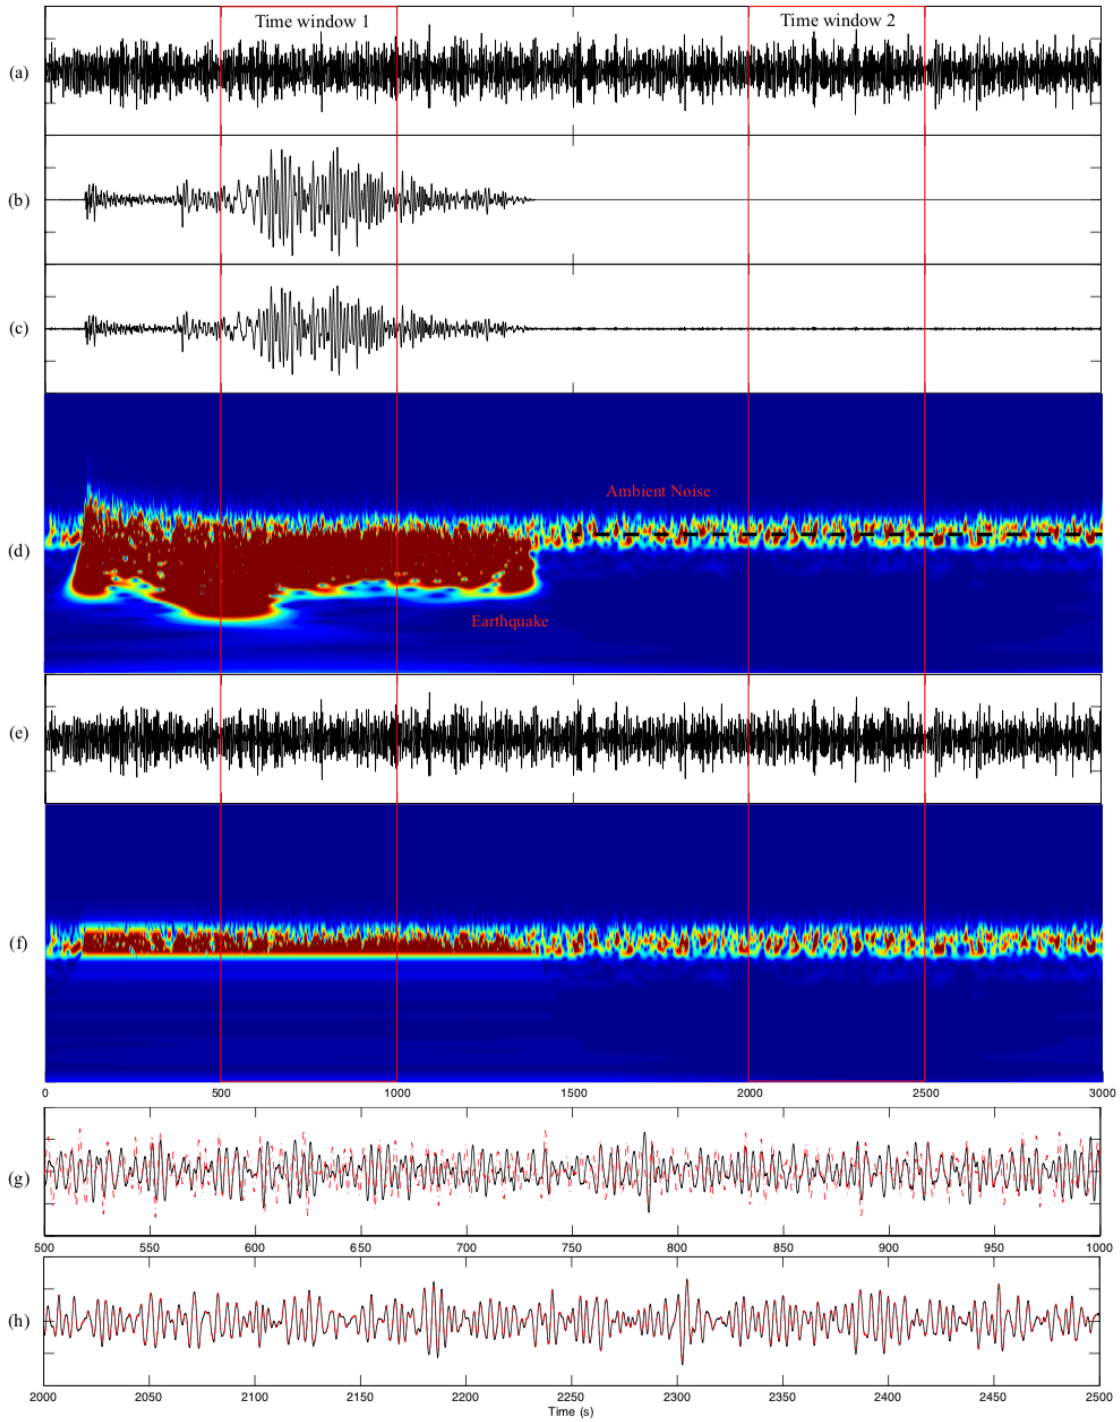 Time window 1
Time window 2
(a)
(b)
(c)
Ambient Noise
(d)
Earthquake
(e)
(f)
0 500 1000 1500 2000 2500 3000
(g)
500 550 600 650 700 750 800 850 900 950 1000
(h)
2000 2050 2100 2150 2200 2250 2300 2350 2400 2450 2500
Time (s)